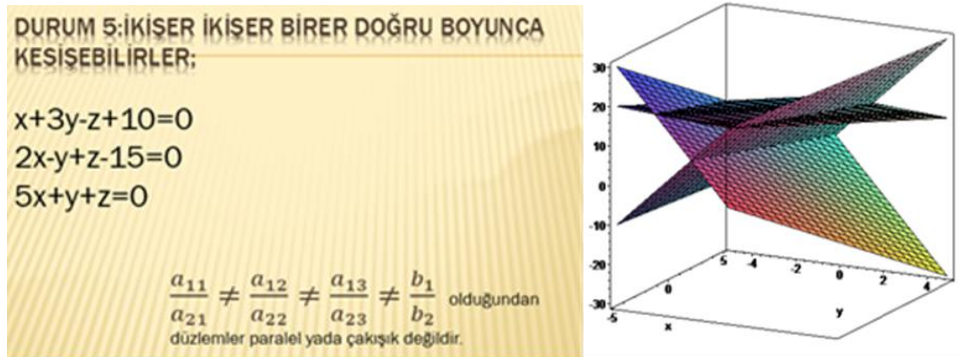 DURUM 5:İKİŞER İKİŞER BİRER DOĞRU BOYUNCA
KESİŞEBİLİRLER;
x+3y-z+10=0
2x-y+z-15=0
5x+y+z=0
a₁₁/a₂₁ ≠ a₁₂/a₂₂ ≠ a₁₃/a₂₃ ≠ b₁/b₂ olduğundan
düzlemler paralel yada çakışık değildir.
30
20
10
0
-10
-20
-30
-5
0
5
x
-4
-2
0
2
4
y